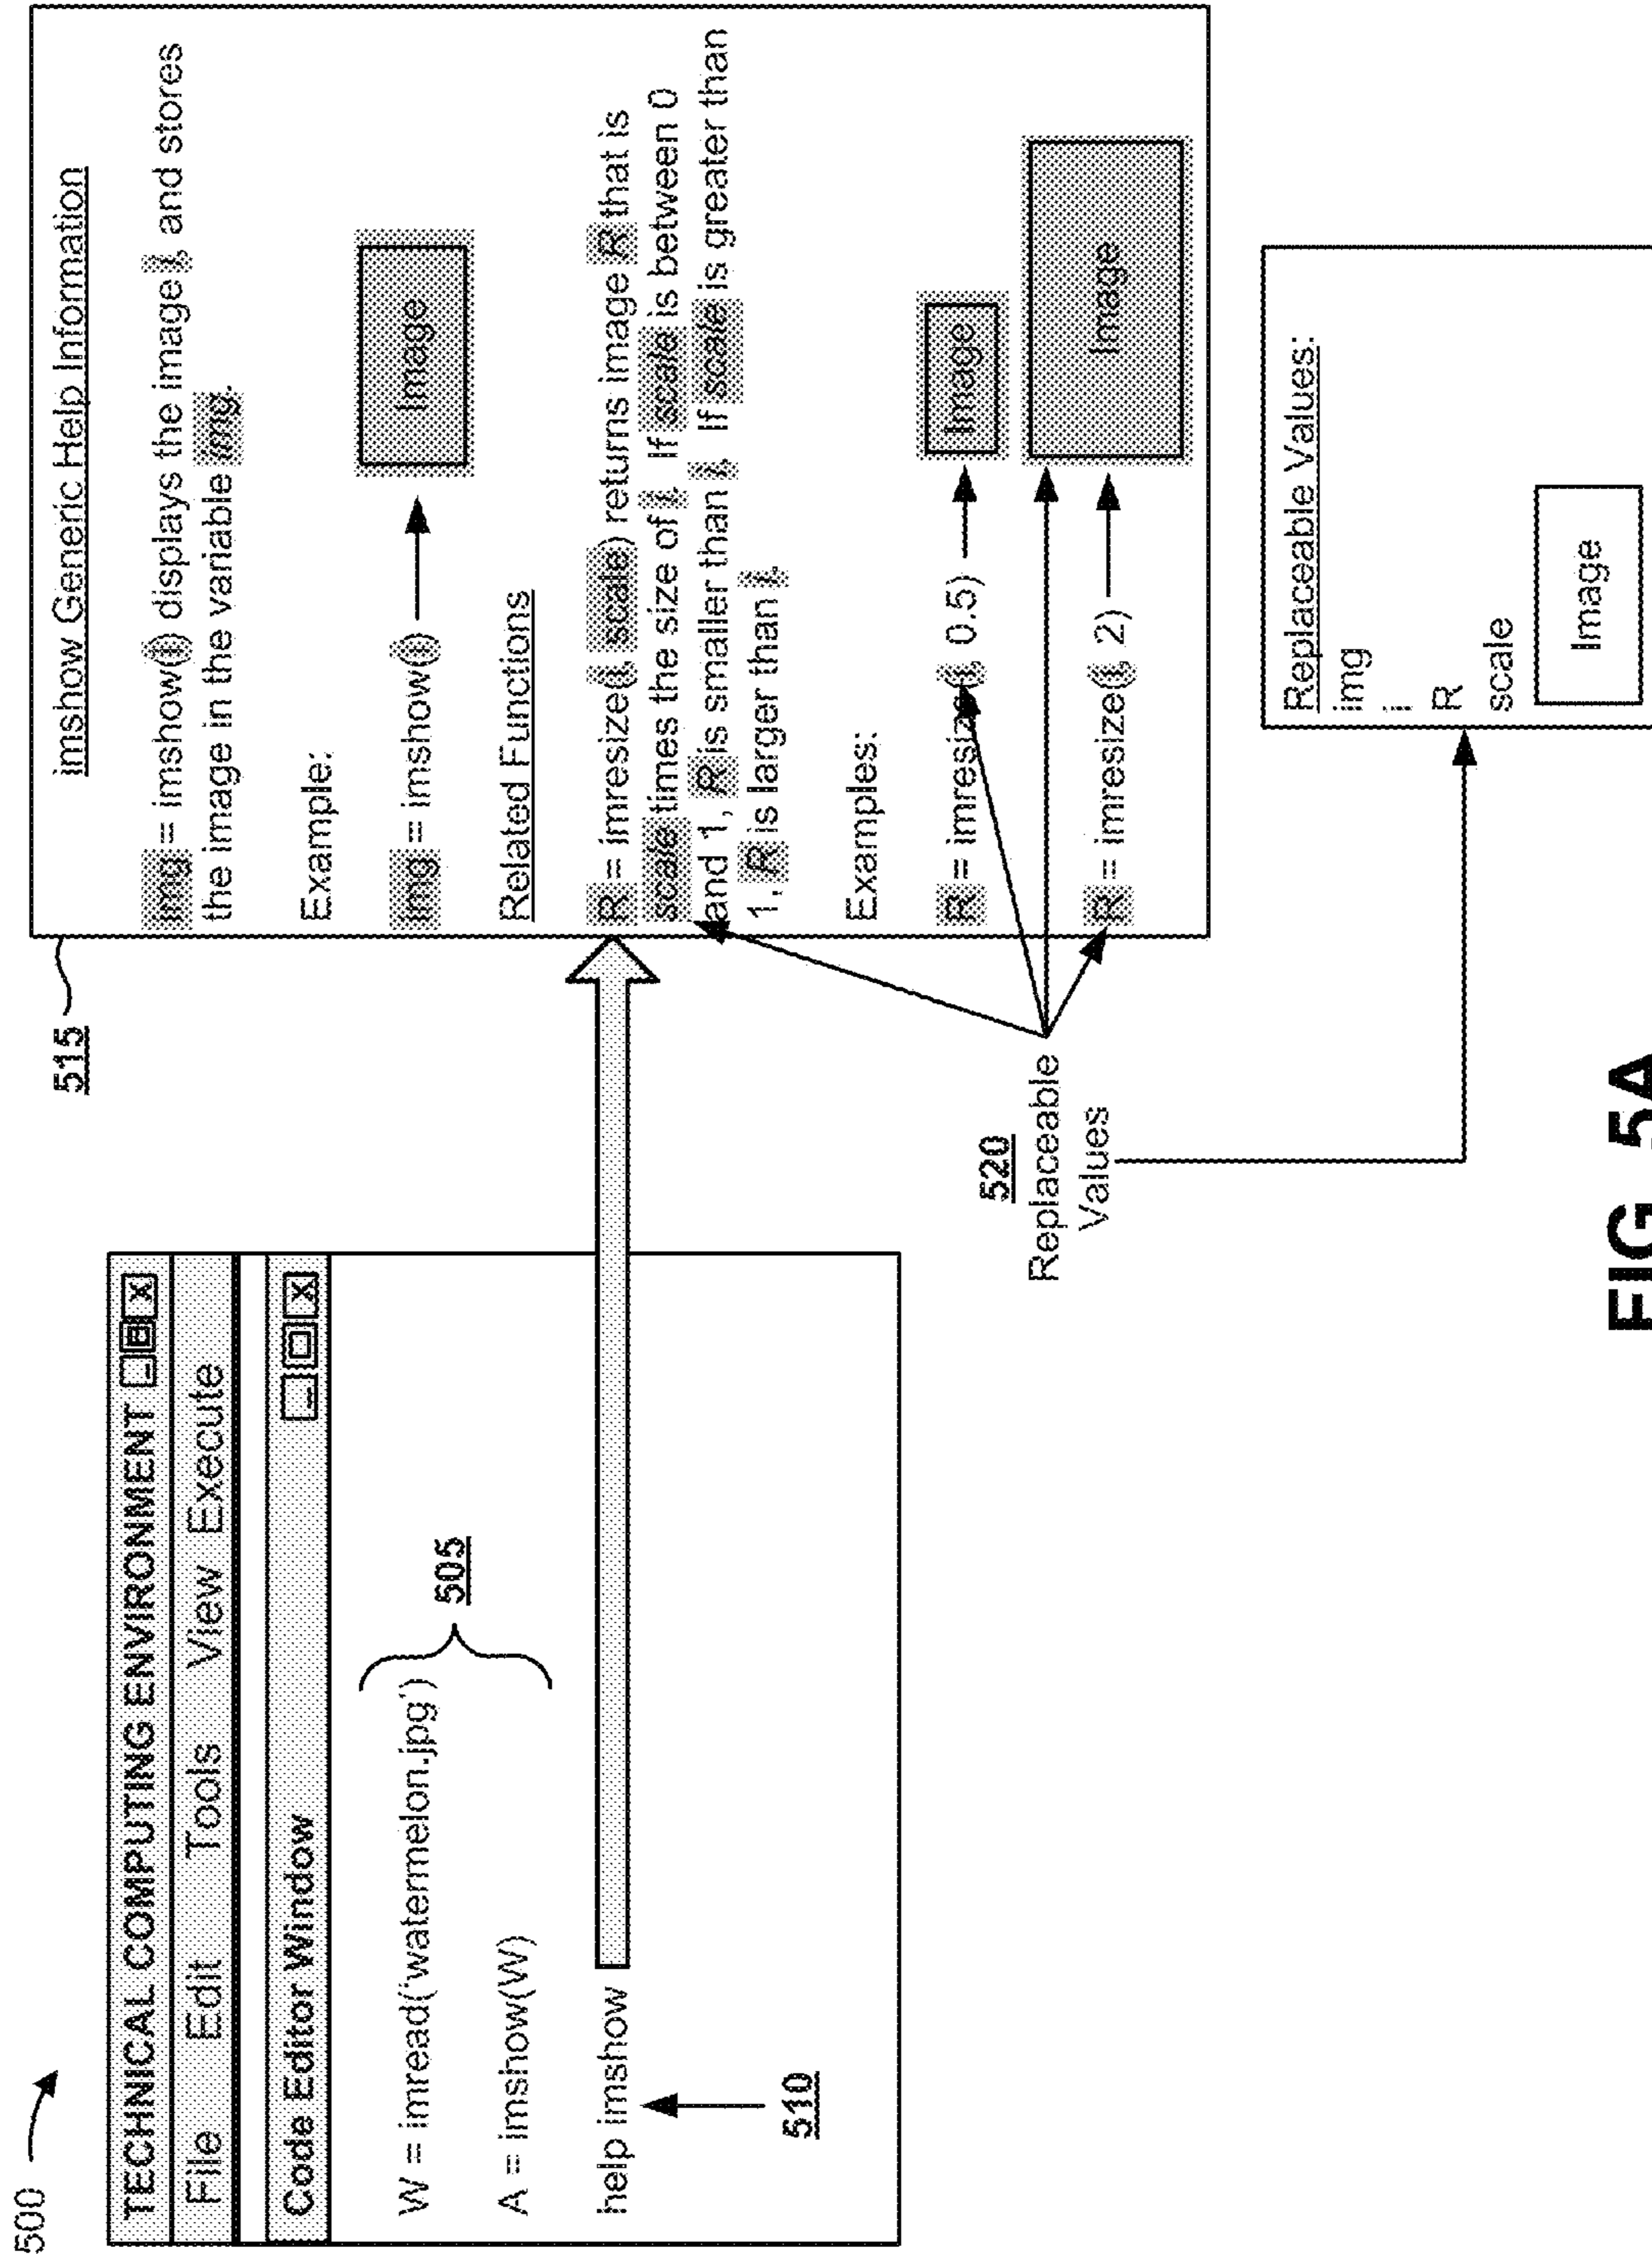 500
TECHNICAL COMPUTING ENVIRONMENT
File Edit Tools View Execute
Code Editor Window
W = imread('watermelon.jpg')
A = imshow(W)
505
help imshow
510
515
imshow Generic Help Information
img = imshow(i) displays the image i, and stores
the image in the variable img.
Example:
img = imshow(i)
Image
Related Functions
R = imresize(i, scale) returns image R that is
scale times the size of i. If scale is between 0
and 1, R is smaller than i. If scale is greater than
1, R is larger than i.
Examples:
R = imresize(i, 0.5)
Image
R = imresize(i, 2)
Image
520
Replaceable
Values
Replaceable Values:
img
i
R
scale
Image
FIG. 5A